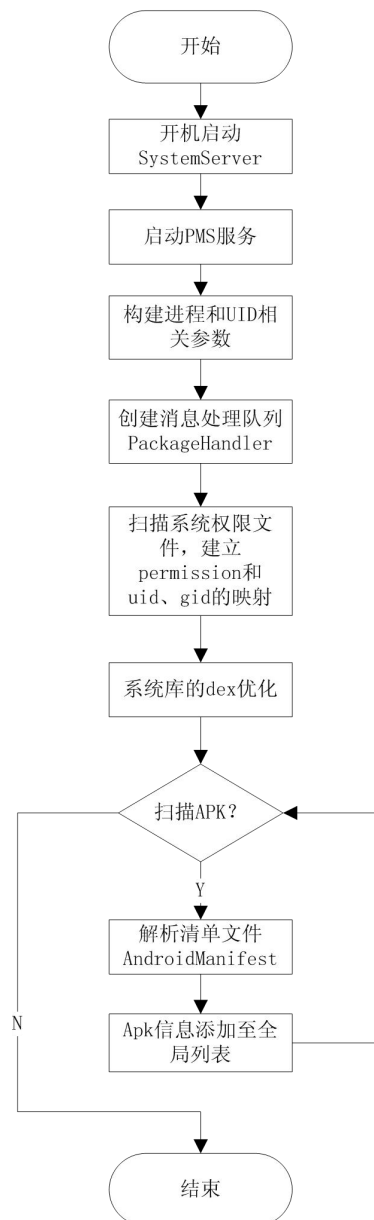 开始
开机启动
SystemServer
启动PMS服务
构建进程和UID相
关参数
创建消息处理队列
PackageHandler
扫描系统权限文
件，建立
permission和
uid、gid的映射
系统库的dex优化
扫描APK?
Y
解析清单文件
AndroidManifest
N
Apk信息添加至全
局列表
结束